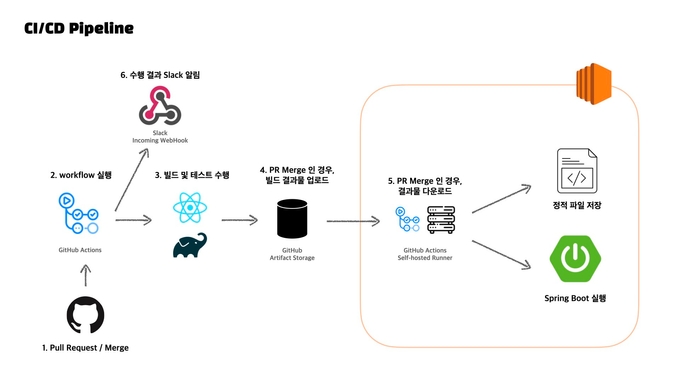 CI/CD Pipeline
6. 수행 결과 Slack 알림
Slack
Incoming WebHook
2. workflow 실행
GitHub Actions
3. 빌드 및 테스트 수행
4. PR Merge 인 경우,
빌드 결과물 업로드
GitHub
Artifact Storage
5. PR Merge 인 경우,
결과물 다운로드
GitHub Actions
Self-hosted Runner
정적 파일 저장
Spring Boot 실행
1. Pull Request / Merge